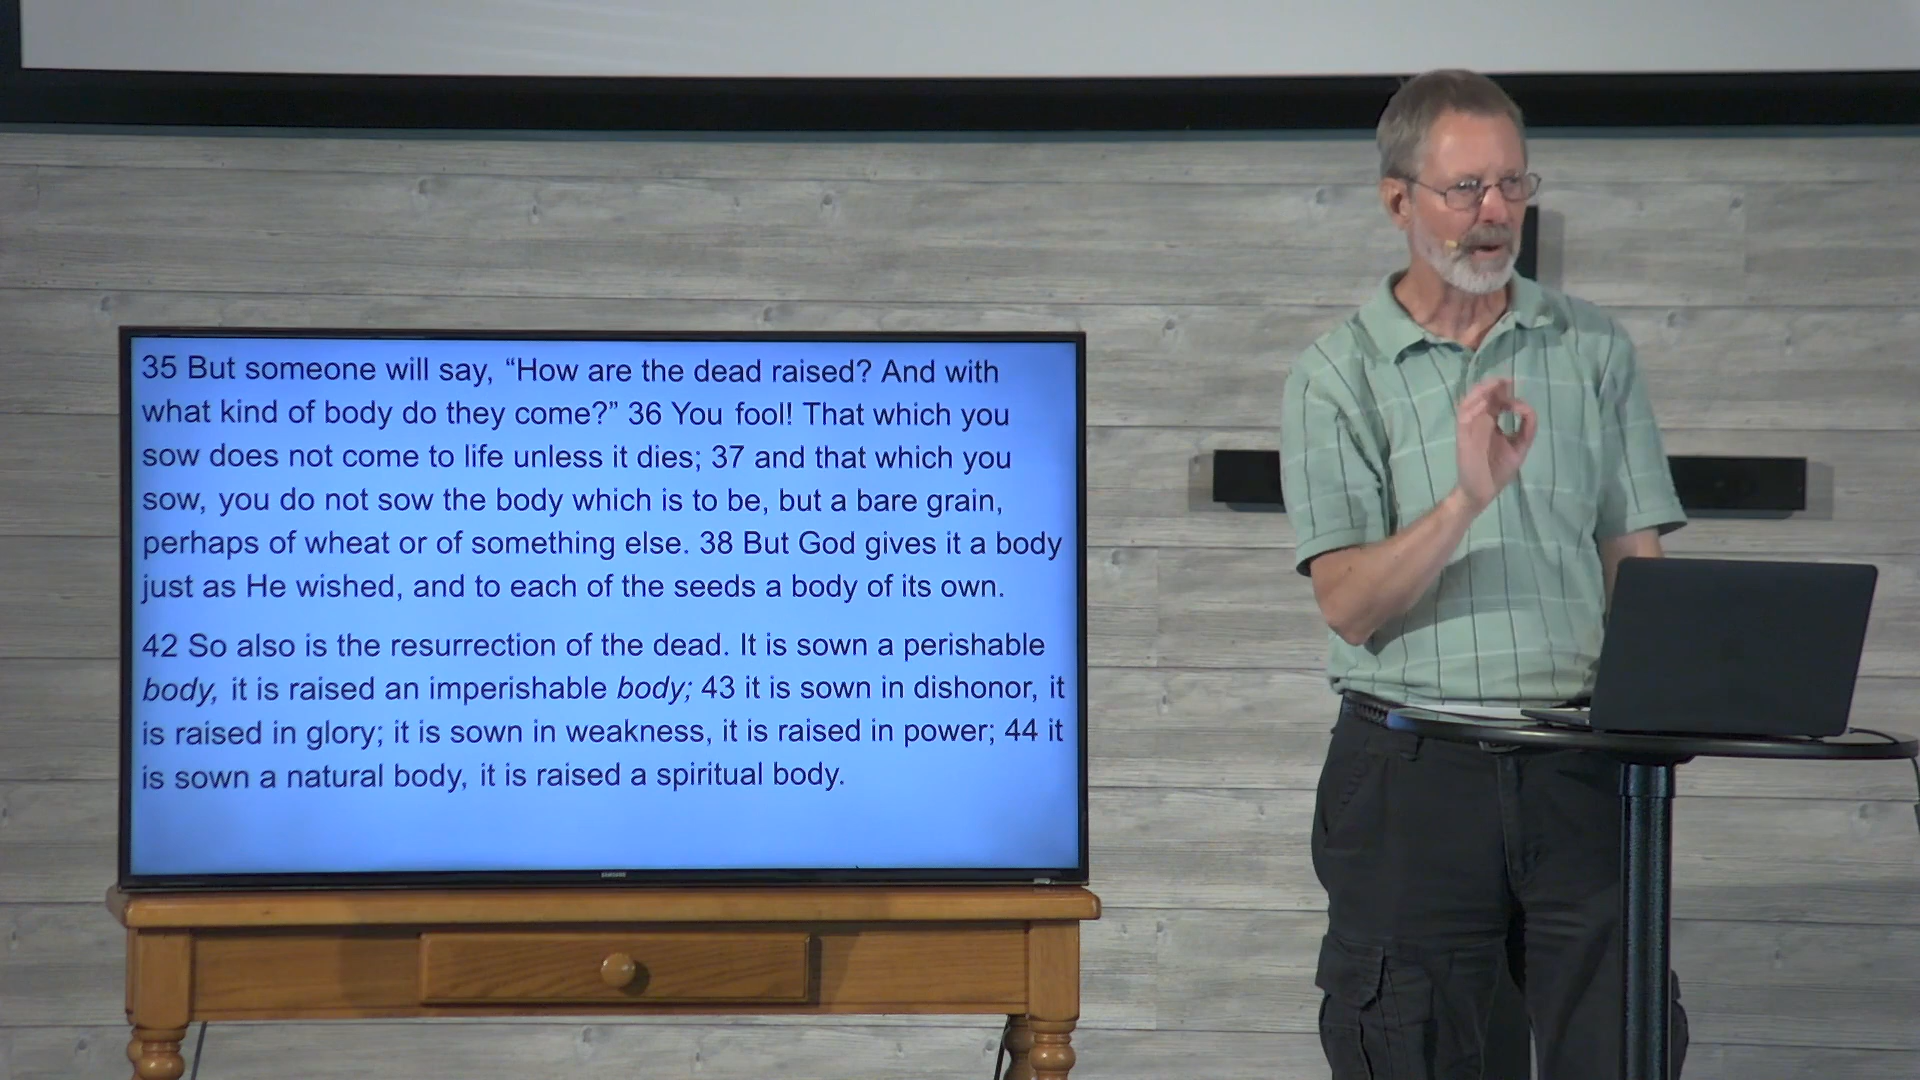 35 But someone will say, “How are the dead raised? And with
what kind of body do they come?” 36 You fool! That which you
sow does not come to life unless it dies; 37 and that which you
sow, you do not sow the body which is to be, but a bare grain,
perhaps of wheat or of something else. 38 But God gives it a body
just as He wished, and to each of the seeds a body of its own.
42 So also is the resurrection of the dead. It is sown a perishable
body, it is raised an imperishable body; 43 it is sown in dishonor, it
is raised in glory; it is sown in weakness, it is raised in power; 44 it
is sown a natural body, it is raised a spiritual body.
SAMSUNG